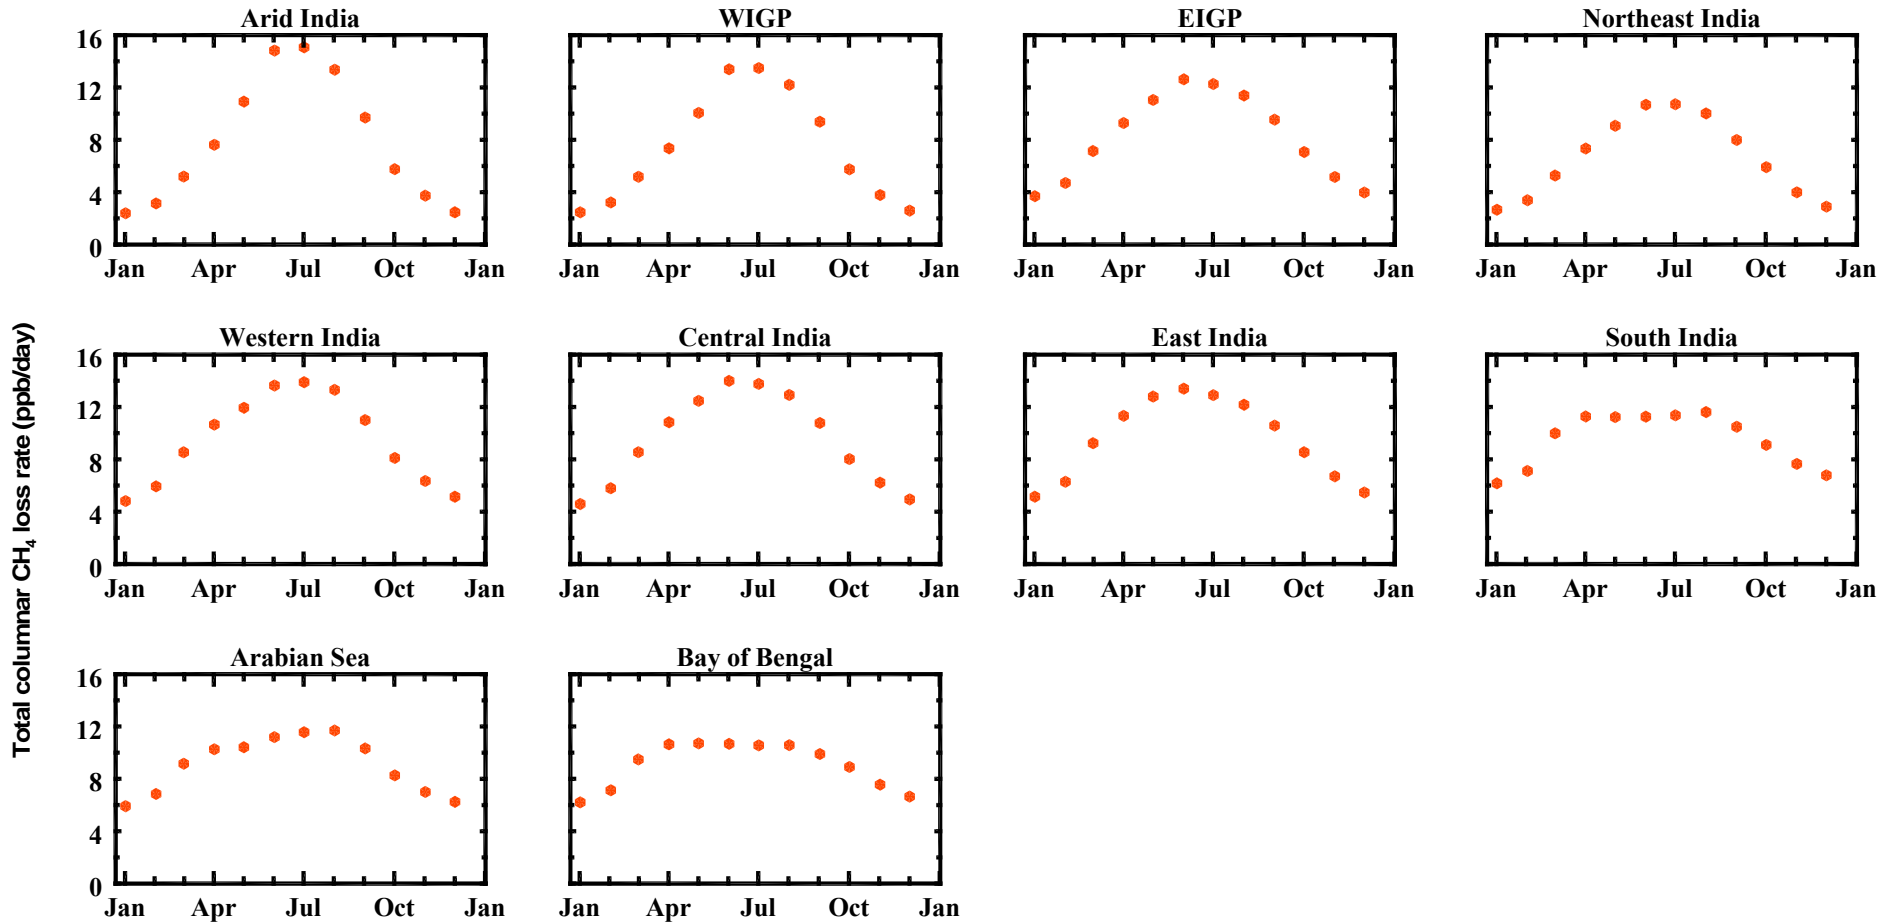 Arid India WIGP EIGP Northeast India
16
12
8
4
0
Jan Apr Jul Oct Jan Jan Apr Jul Oct Jan Jan Apr Jul Oct Jan Jan Apr Jul Oct Jan
Total columnar CH₄ loss rate (ppb/day)
Western India Central India East India South India
16
12
8
4
0
Jan Apr Jul Oct Jan Jan Apr Jul Oct Jan Jan Apr Jul Oct Jan Jan Apr Jul Oct Jan
Arabian Sea Bay of Bengal
16
12
8
4
0
Jan Apr Jul Oct Jan Jan Apr Jul Oct Jan